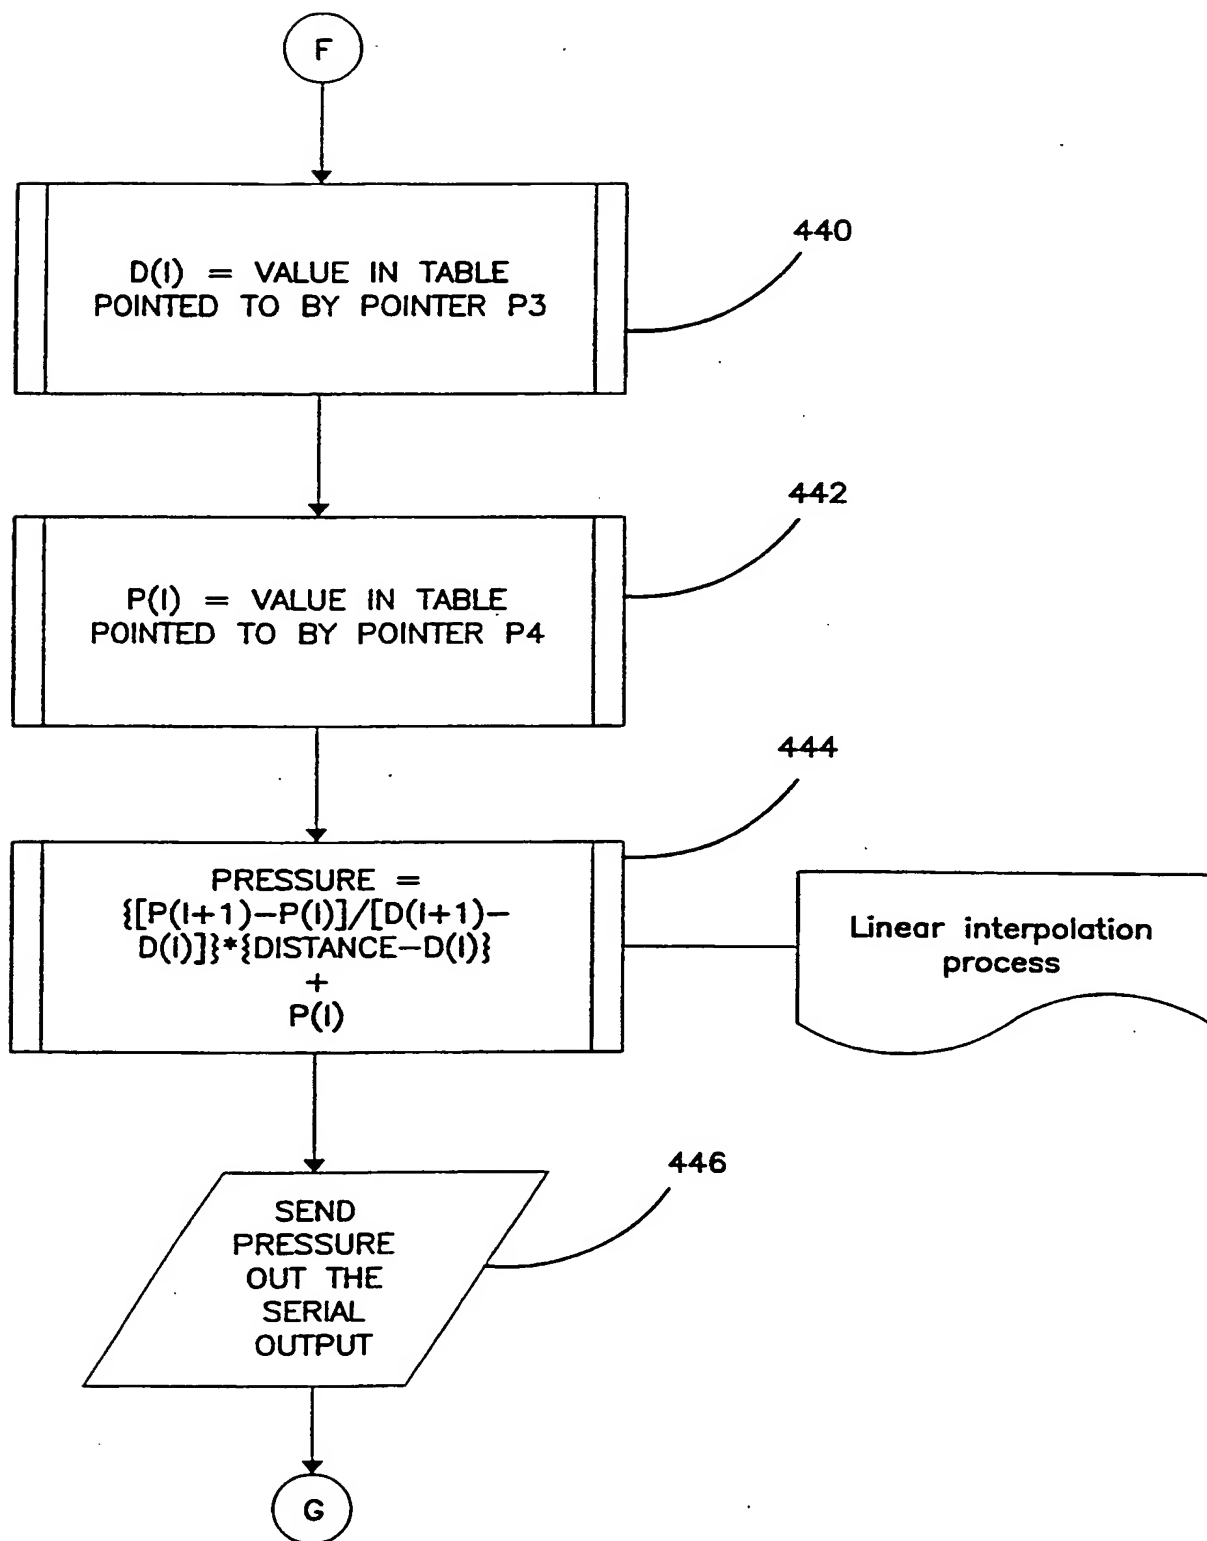 F
D(I) = VALUE IN TABLE
POINTED TO BY POINTER P3
440
P(I) = VALUE IN TABLE
POINTED TO BY POINTER P4
442
PRESSURE =
{[P(I+1)-P(I)]/[D(I+1)-
D(I)]}*{DISTANCE-D(I)}
+
P(I)
444
Linear interpolation
process
SEND
PRESSURE
OUT THE
SERIAL
OUTPUT
446
G